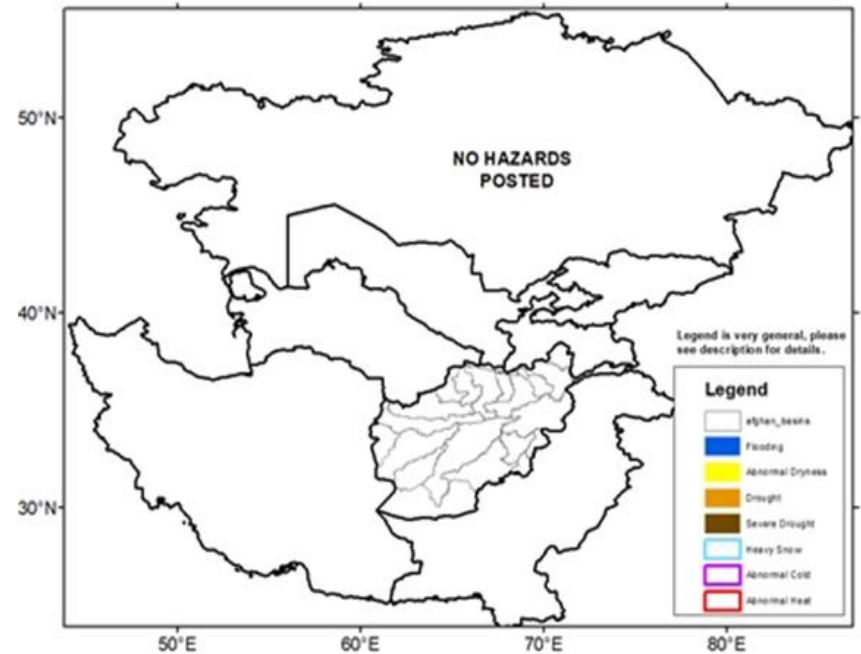 50°N
NO HAZARDS
POSTED
40°N
Legend is very general, please
see description for details.
Legend
afghan_basins
Flooding
Abnormal Dryness
Drought
30°N
Severe Drought
Heavy Snow
Abnormal Cold
Abnormal Heat
50°E
60°E
70°E
80°E